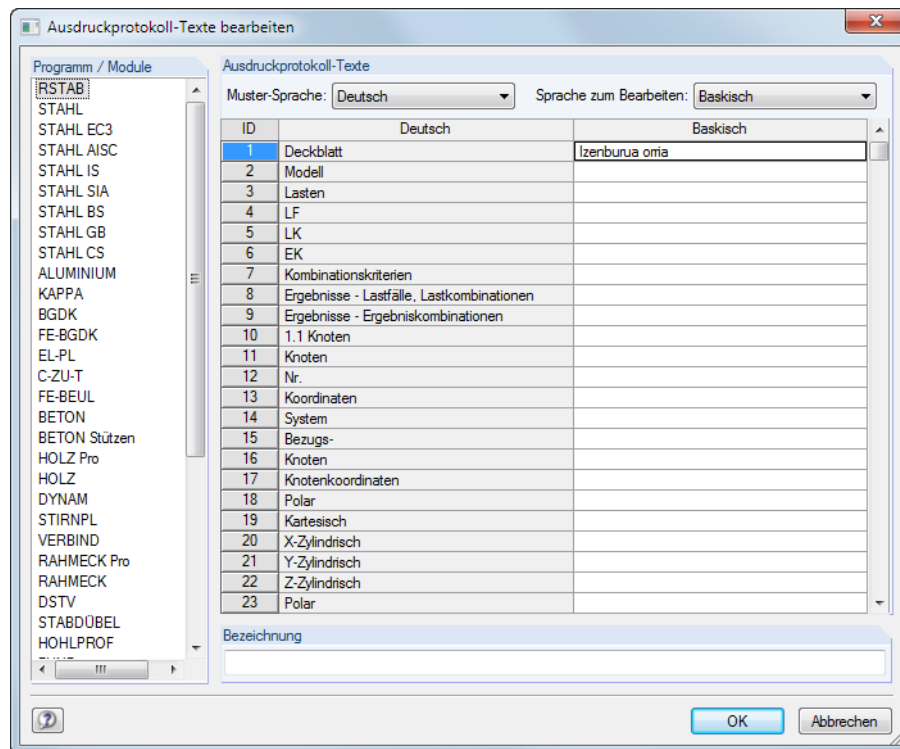 Ausdruckprotokoll-Texte bearbeiten
Programm / Module
RSTAB
STAHL
STAHL EC3
STAHL AISC
STAHL IS
STAHL SIA
STAHL BS
STAHL GB
STAHL CS
ALUMINIUM
KAPPA
BGDK
FE-BGDK
EL-PL
C-ZU-T
FE-BEUL
BETON
BETON Stützen
HOLZ Pro
HOLZ
DYNAM
STIRNPL
VERBIND
RAHMECK Pro
RAHMECK
DSTV
STABDÜBEL
HOHLPROF
Ausdruckprotokoll-Texte
Muster-Sprache: Deutsch Sprache zum Bearbeiten: Baskisch
ID Deutsch Baskisch
1 Deckblatt Izenburua orria
2 Modell
3 Lasten
4 LF
5 LK
6 EK
7 Kombinationskriterien
8 Ergebnisse - Lastfälle, Lastkombinationen
9 Ergebnisse - Ergebniskombinationen
10 1.1 Knoten
11 Knoten
12 Nr.
13 Koordinaten
14 System
15 Bezugs-
16 Knoten
17 Knotenkoordinaten
18 Polar
19 Kartesisch
20 X-Zylindrisch
21 Y-Zylindrisch
22 Z-Zylindrisch
23 Polar
Bezeichnung
OK Abbrechen